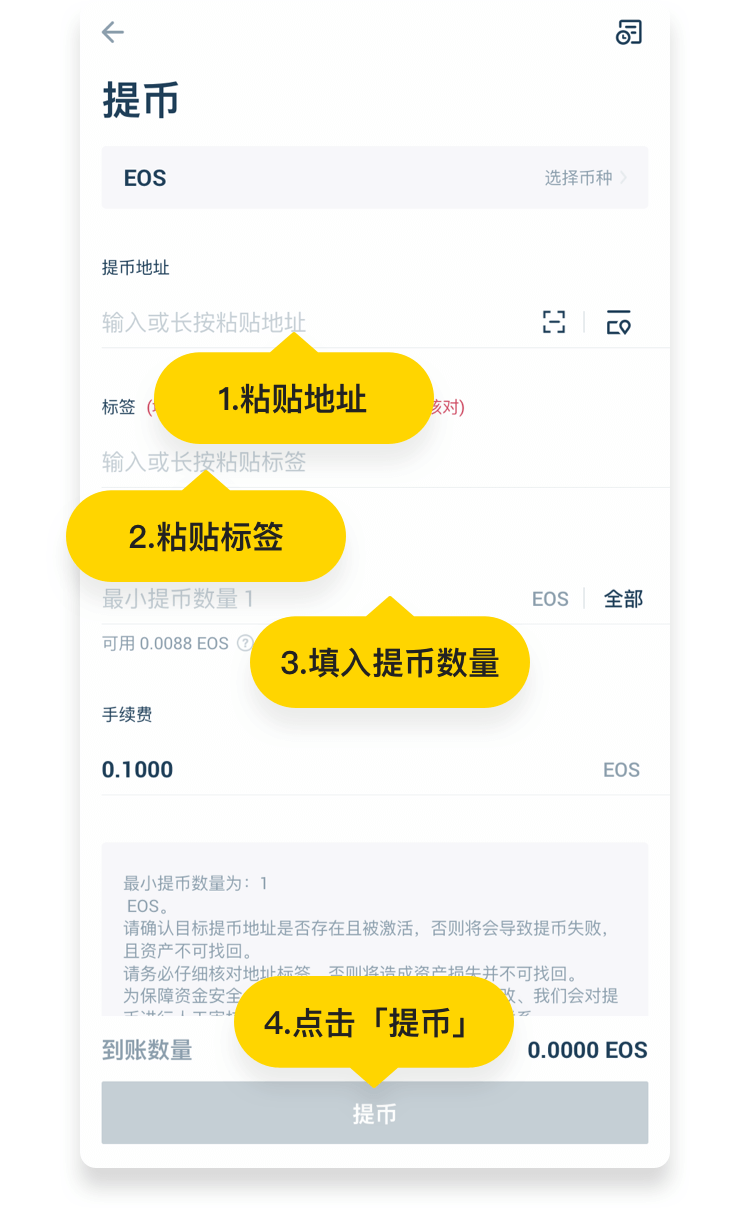 提币
EOS 选择币种
提币地址
输入或长按粘贴地址
1.粘贴地址
标签 核对)
输入或长按粘贴标签
2.粘贴标签
最小提币数量 1 EOS 全部
可用 0.0088 EOS
3.填入提币数量
手续费
0.1000 EOS
最小提币数量为：1
EOS。
请确认目标提币地址是否存在且被激活，否则将会导致提币失败，
且资产不可找回。
请务必仔细核对地址标签，否则将造成资产损失并不可找回。
为保障资金安全 改、我们会对提
4.点击「提币」
到账数量 0.0000 EOS
提币